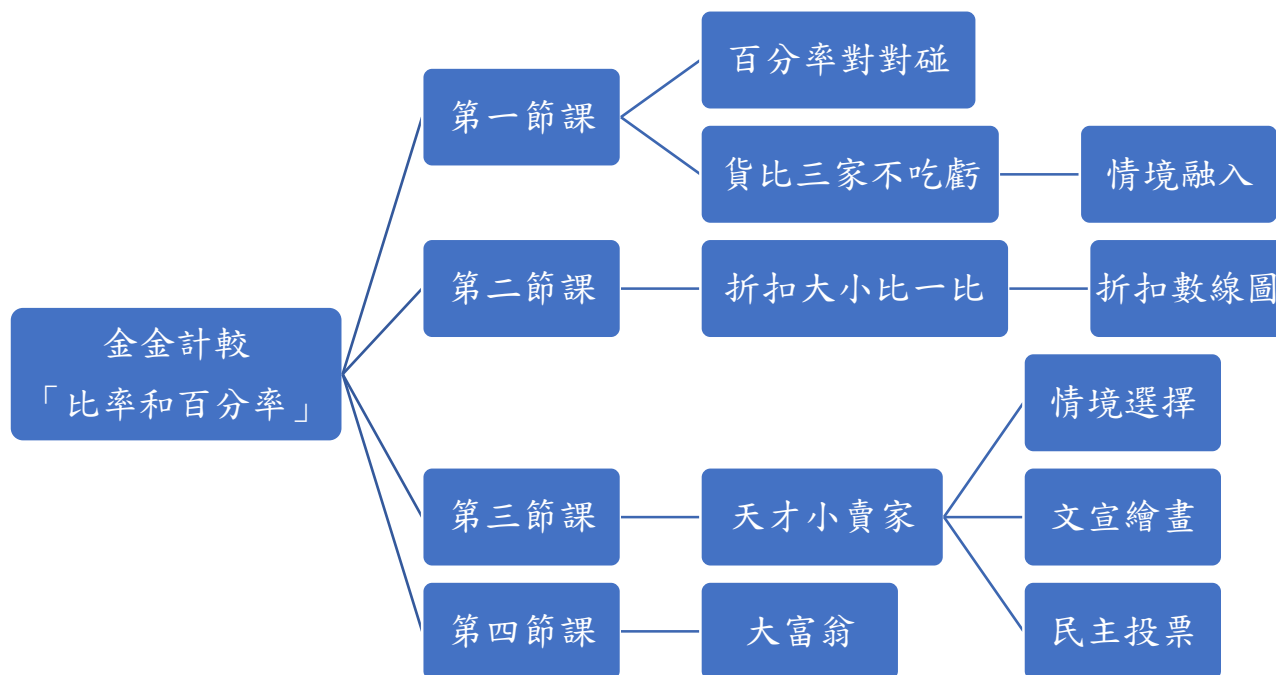 金金計較
「比率和百分率」
第一節課
百分率對對碰
貨比三家不吃虧
情境融入
第二節課
折扣大小比一比
折扣數線圖
第三節課
天才小賣家
情境選擇
文宣繪畫
民主投票
第四節課
大富翁